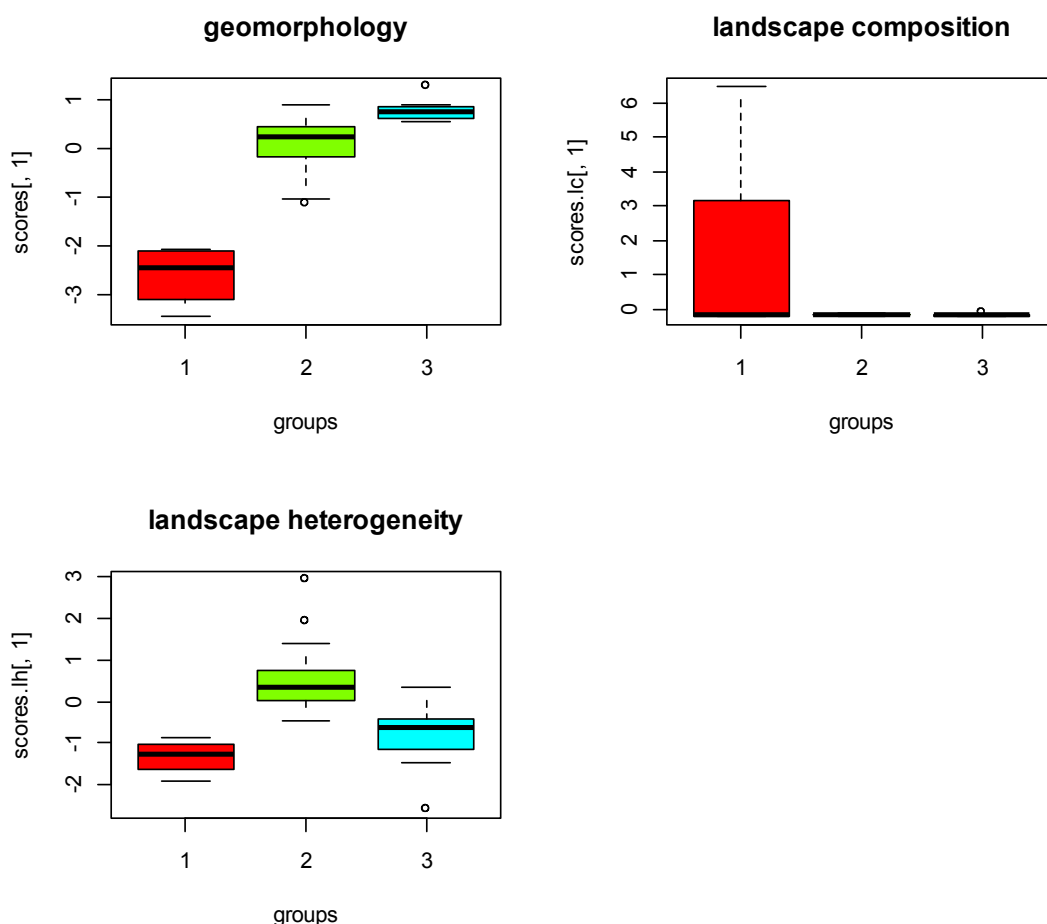 geomorphology
scores[, 1]
1
0
-1
-2
-3
1 2 3
groups
landscape composition
scores.lc[, 1]
6
5
4
3
2
1
0
1 2 3
groups
landscape heterogeneity
scores.lh[, 1]
3
2
1
0
-1
-2
1 2 3
groups